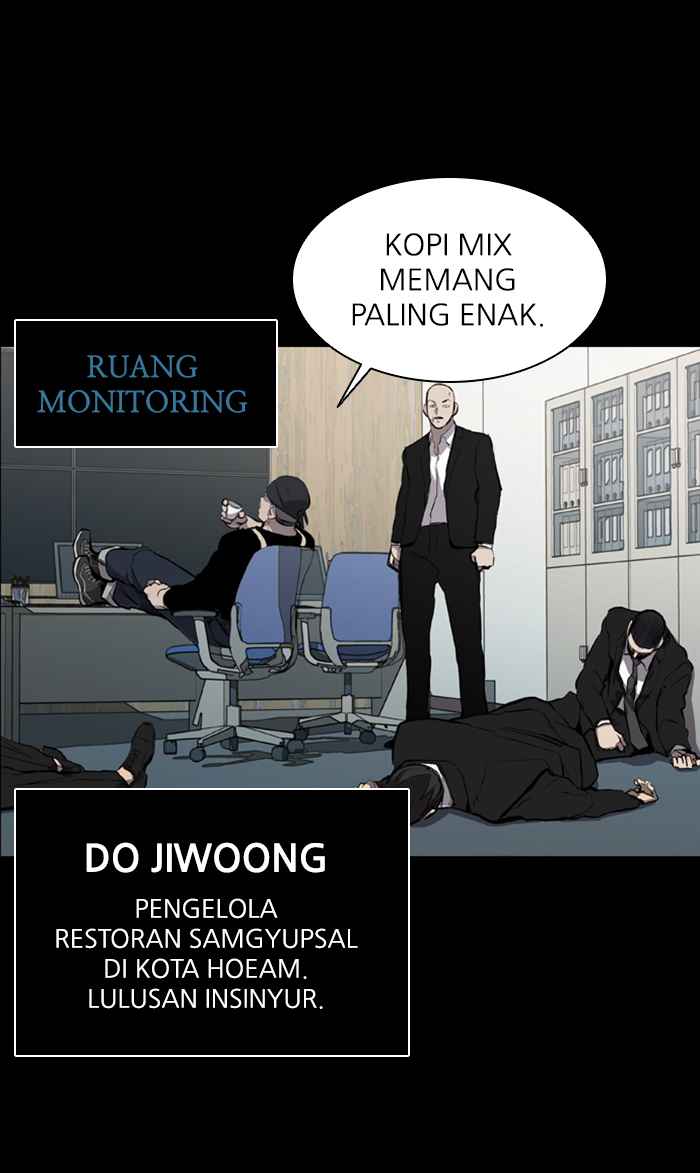 KOPI MIX
MEMANG
PALING ENAK.
RUANG
MONITORING
DO JIWOONG
PENGELOLA
RESTORAN SAMGYUPSAL
DI KOTA HOEAM.
LULUSAN INSINYUR.